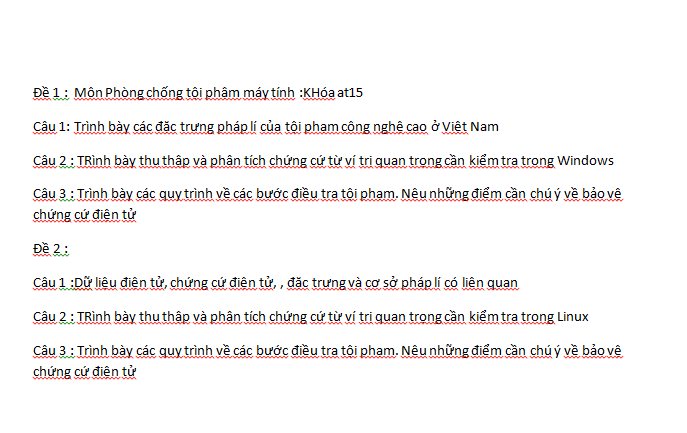 Đề 1 : Môn Phòng chống tội phâm máy tính :KHóa at15
Câu 1: Trình bày các đặc trưng pháp lí của tội phạm công nghệ cao ở Việt Nam
Câu 2 : TRình bày thu thập và phân tích chứng cứ từ ví trị quan trọng cần kiểm tra trong Windows
Câu 3 : Trình bày các quy trình về các bước điều tra tội phạm. Nêu những điểm cần chú ý về bảo vệ
chứng cứ điện tử
Đề 2 :
Câu 1 :Dữ liệu điện tử, chứng cứ điện tử, , đặc trưng và cơ sở pháp lí có liên quan
Câu 2 : TRình bày thu thập và phân tích chứng cứ từ ví trị quan trọng cần kiểm tra trong Linux
Câu 3 : Trình bày các quy trình về các bước điều tra tội phạm. Nêu những điểm cần chú ý về bảo vệ
chứng cứ điện tử